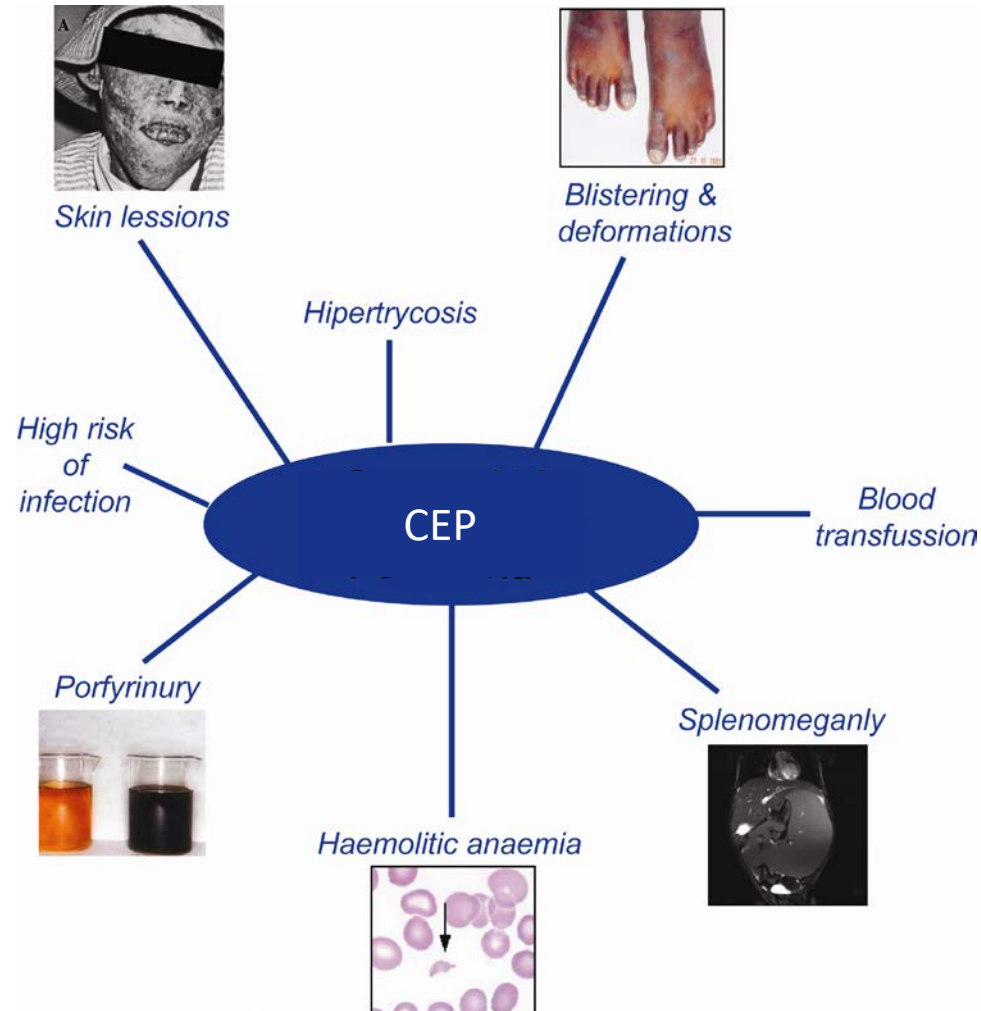 A
Skin lessions
Blistering &
deformations
Hipertrycosis
High risk
of
infection
CEP
Blood
transfussion
Porfyrinury
Splenomeganly
Haemolitic anaemia